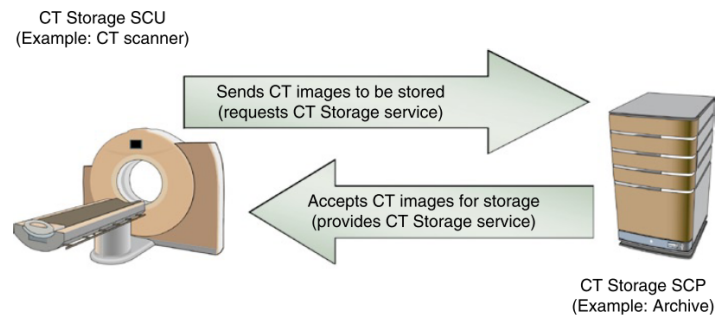 CT Storage SCU
(Example: CT scanner)
Sends CT images to be stored
(requests CT Storage service)
Accepts CT images for storage
(provides CT Storage service)
CT Storage SCP
(Example: Archive)